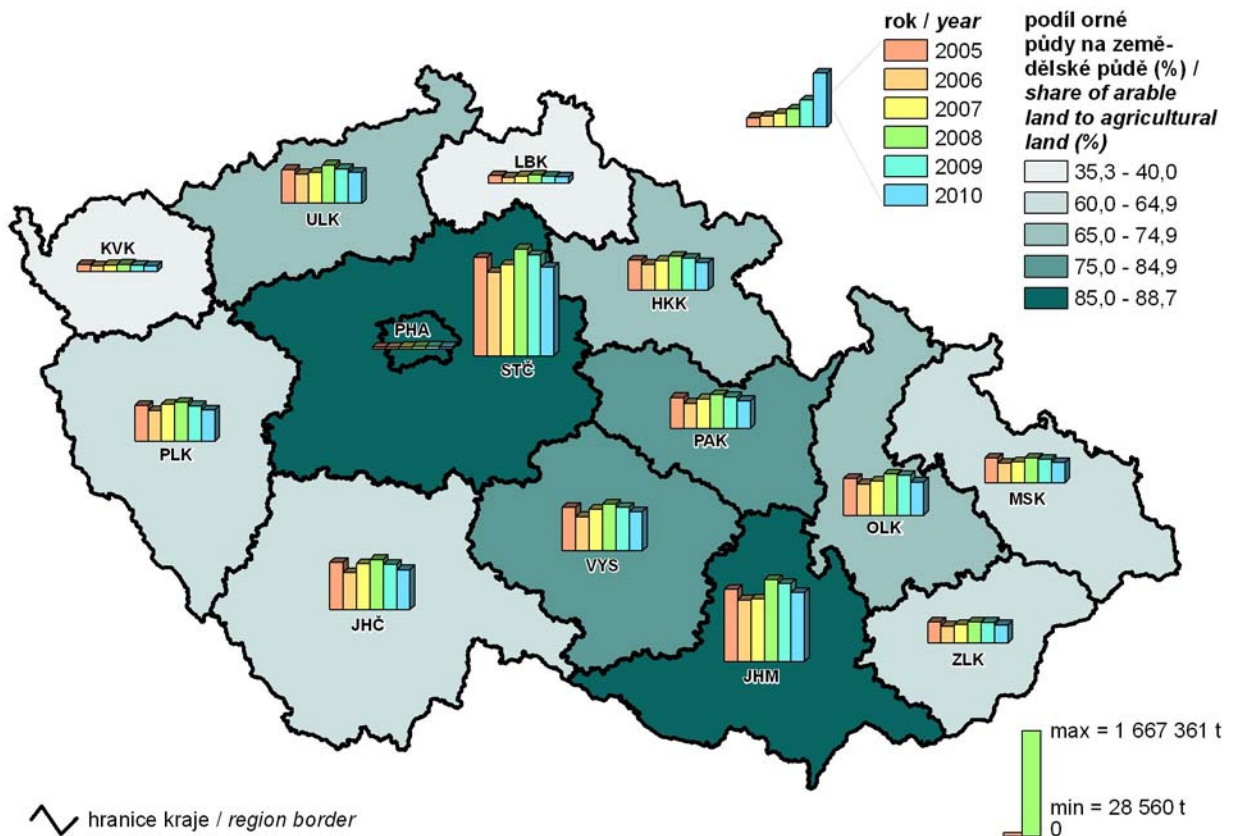 rok / year
2005
2006
2007
2008
2009
2010
podíl orné
půdy na země-
dělské půdě (%) /
share of arable
land to agricultural
land (%)
35,3 - 40,0
60,0 - 64,9
65,0 - 74,9
75,0 - 84,9
85,0 - 88,7
LBK
ULK
KVK
HKK
PHA
STČ
PLK
PAK
MSK
OLK
VYS
JHČ
ZLK
JHM
max = 1 667 361 t
min = 28 560 t
0
hranice kraje / region border